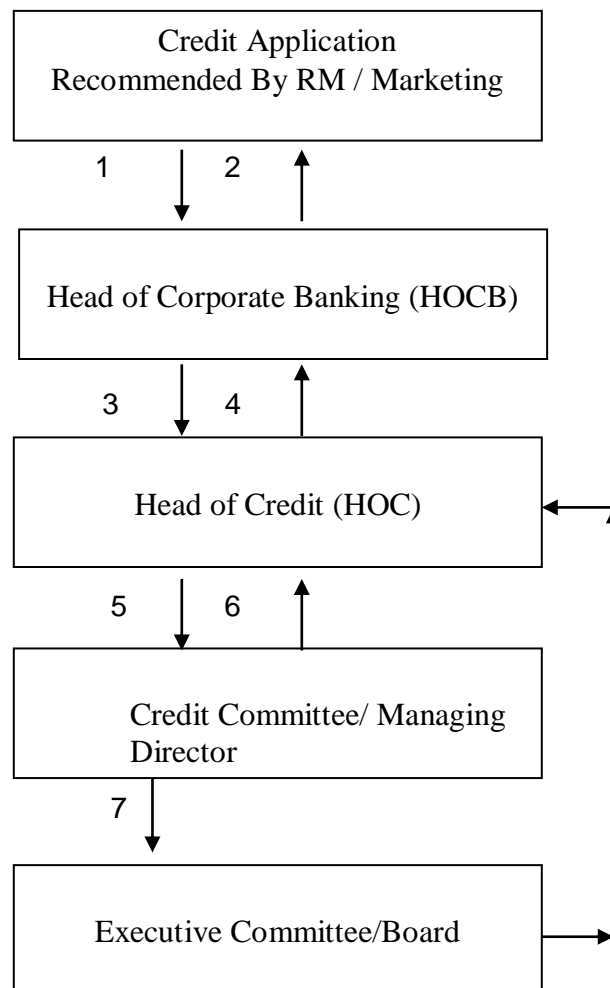 Credit Application
Recommended By RM / Marketing
1 2
Head of Corporate Banking (HOCB)
3 4
Head of Credit (HOC)
5 6
Credit Committee/ Managing
Director
7
Executive Committee/Board